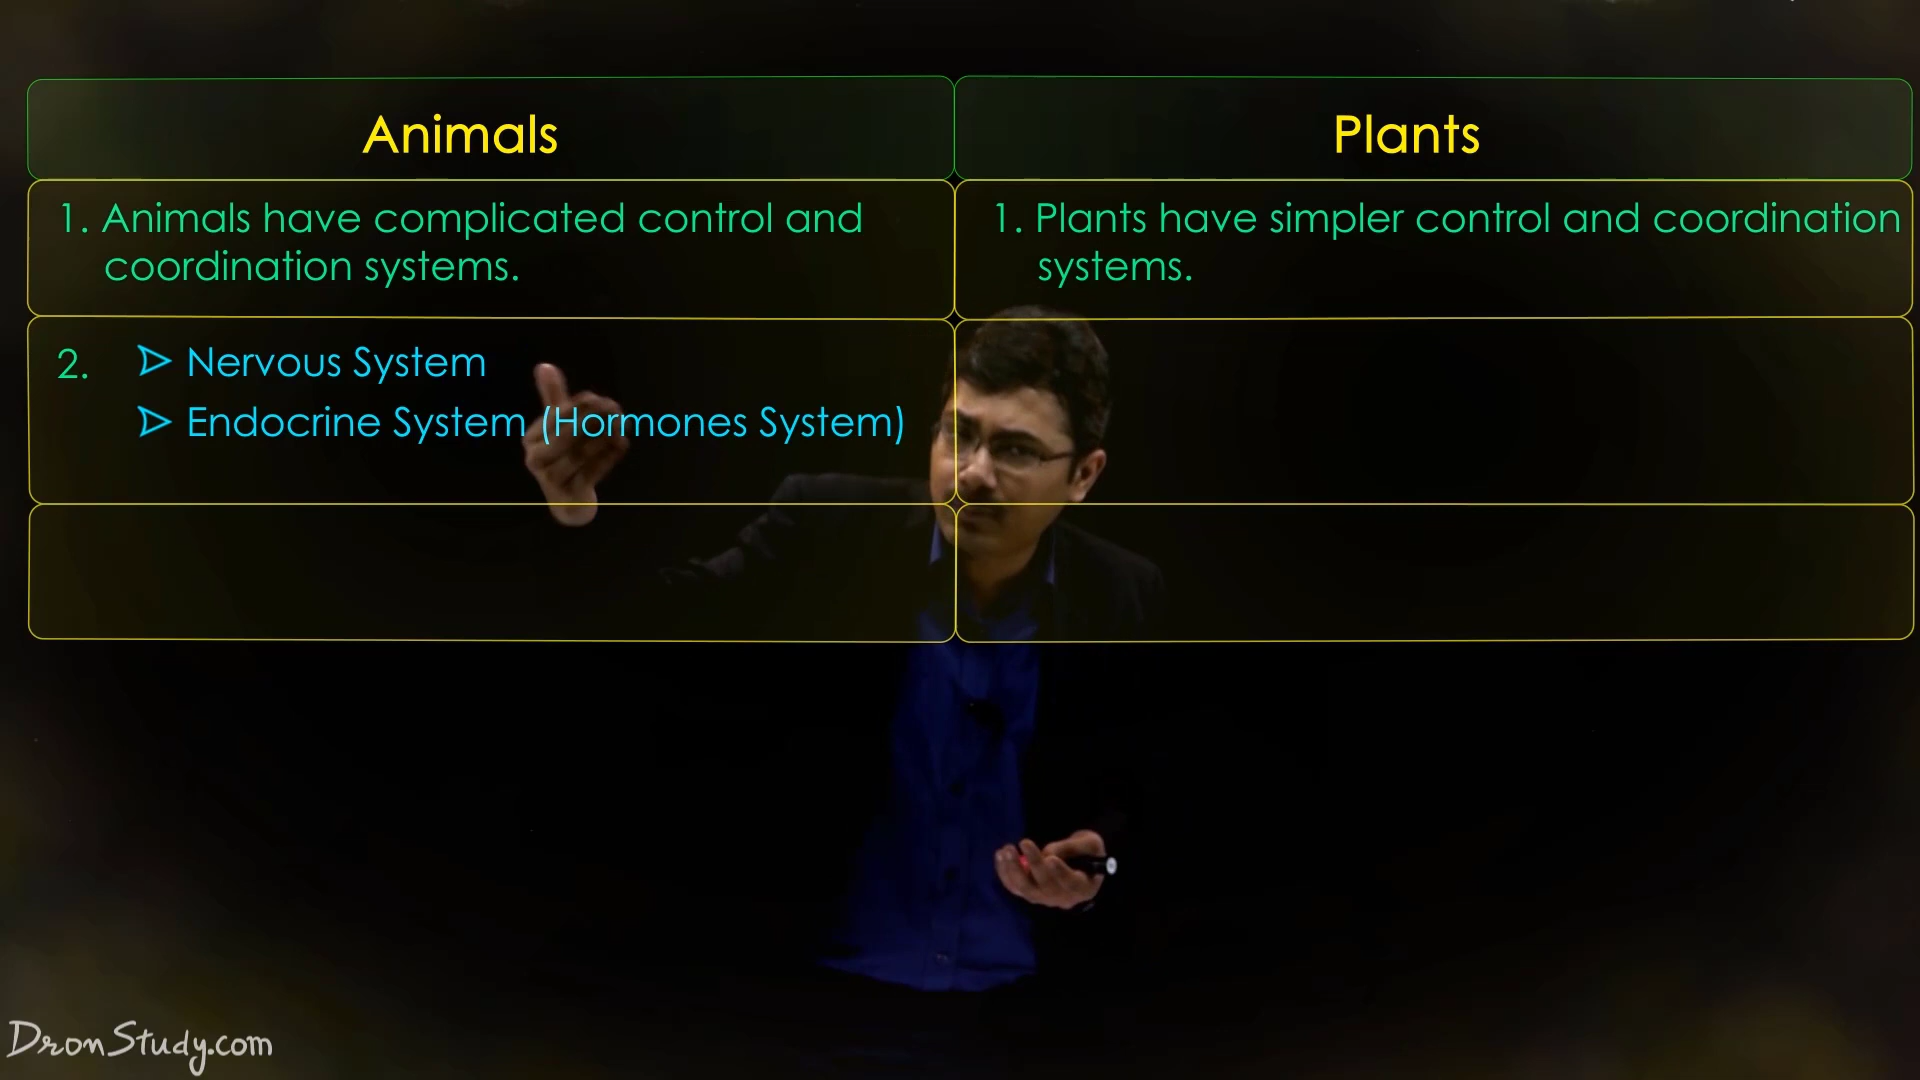 Animals
Plants
1. Animals have complicated control and
coordination systems.
1. Plants have simpler control and coordination
systems.
2. ➢ Nervous System
➢ Endocrine System (Hormones System)
DronStudy.com